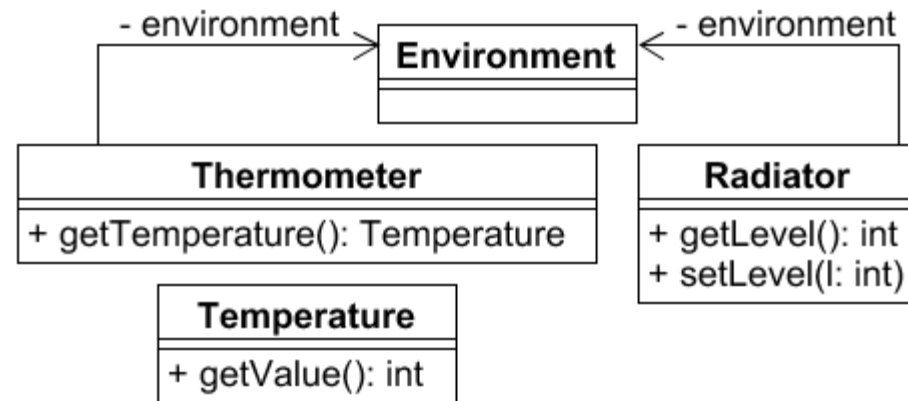 - environment
- environment
Environment
Thermometer
+ getTemperature(): Temperature
Radiator
+ getLevel(): int
+ setLevel(l: int)
Temperature
+ getValue(): int